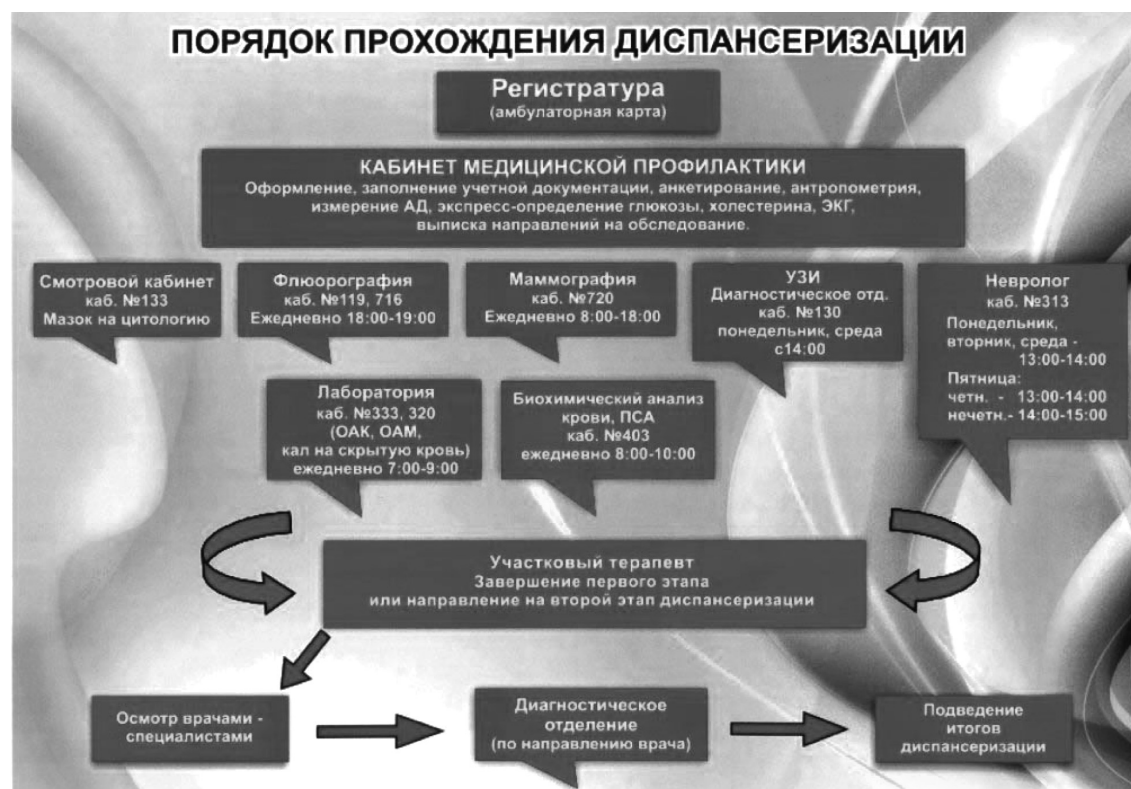 ПОРЯДОК ПРОХОЖДЕНИЯ ДИСПАНСЕРИЗАЦИИ
Регистратура
(амбулаторная карта)
КАБИНЕТ МЕДИЦИНСКОЙ ПРОФИЛАКТИКИ
Оформление, заполнение учетной документации, анкетирование, антропометрия,
измерение АД, экспресс-определение глюкозы, холестерина, ЭКГ,
выписка направлений на обследование.
Смотровой кабинет
каб. №133
Мазок на цитологию
Флюорография
каб. №119, 716
Ежедневно 18:00-19:00
Маммография
каб. №720
Ежедневно 8:00-18:00
УЗИ
Диагностическое отд.
каб. №130
понедельник, среда
с14:00
Невролог
каб. №313
Понедельник,
вторник, среда -
13:00-14:00
Пятница:
четн. - 13:00-14:00
нечетн.- 14:00-15:00
Лаборатория
каб. №333, 320
(ОАК, ОАМ,
кал на скрытую кровь)
ежедневно 7:00-9:00
Биохимический анализ
крови, ПСА
каб. №403
ежедневно 8:00-10:00
Участковый терапевт
Завершение первого этапа
или направление на второй этап диспансеризации
Осмотр врачами -
специалистами
Диагностическое
отделение
(по направлению врача)
Подведение
итогов
диспансеризации